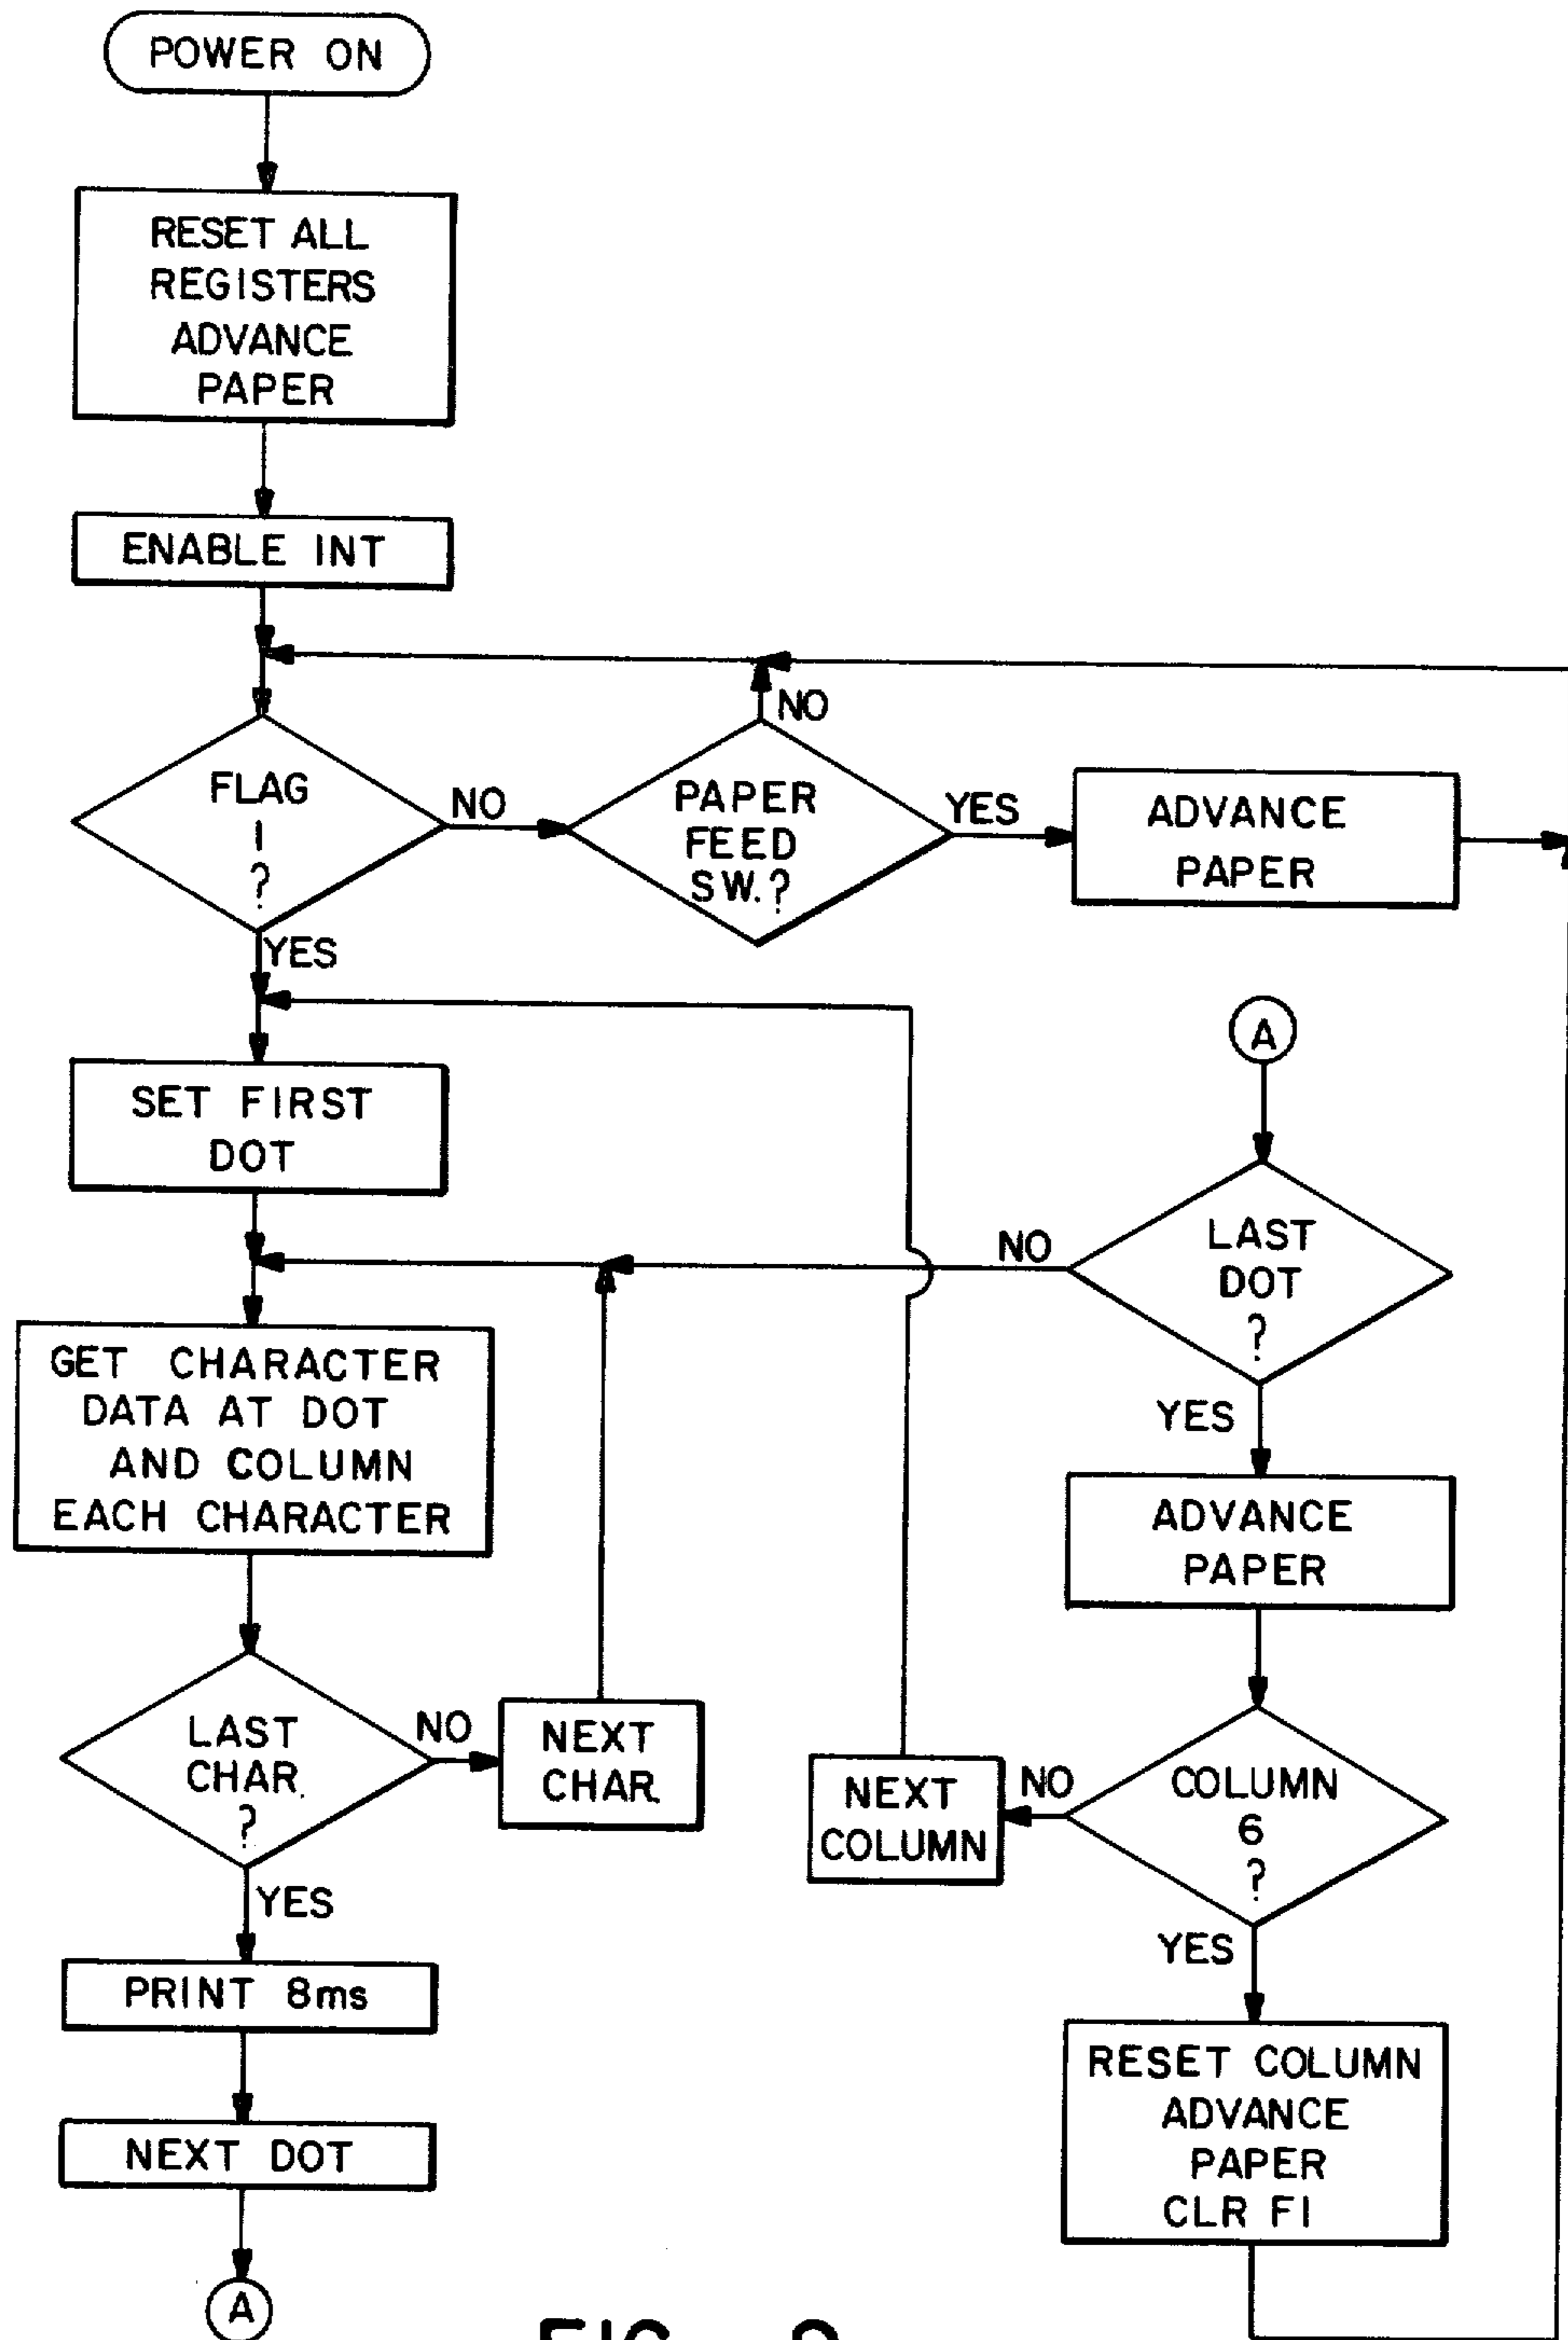 POWER ON
RESET ALL
REGISTERS
ADVANCE
PAPER
ENABLE INT
FLAG
1
?
NO
PAPER
FEED
SW.?
NO
YES
ADVANCE
PAPER
YES
SET FIRST
DOT
GET CHARACTER
DATA AT DOT
AND COLUMN
EACH CHARACTER
LAST
CHAR.
?
NO
NEXT
CHAR.
YES
PRINT 8ms
NEXT DOT
A
A
LAST
DOT
?
NO
YES
ADVANCE
PAPER
COLUMN
6
?
NO
NEXT
COLUMN
YES
RESET COLUMN
ADVANCE
PAPER
CLR F1